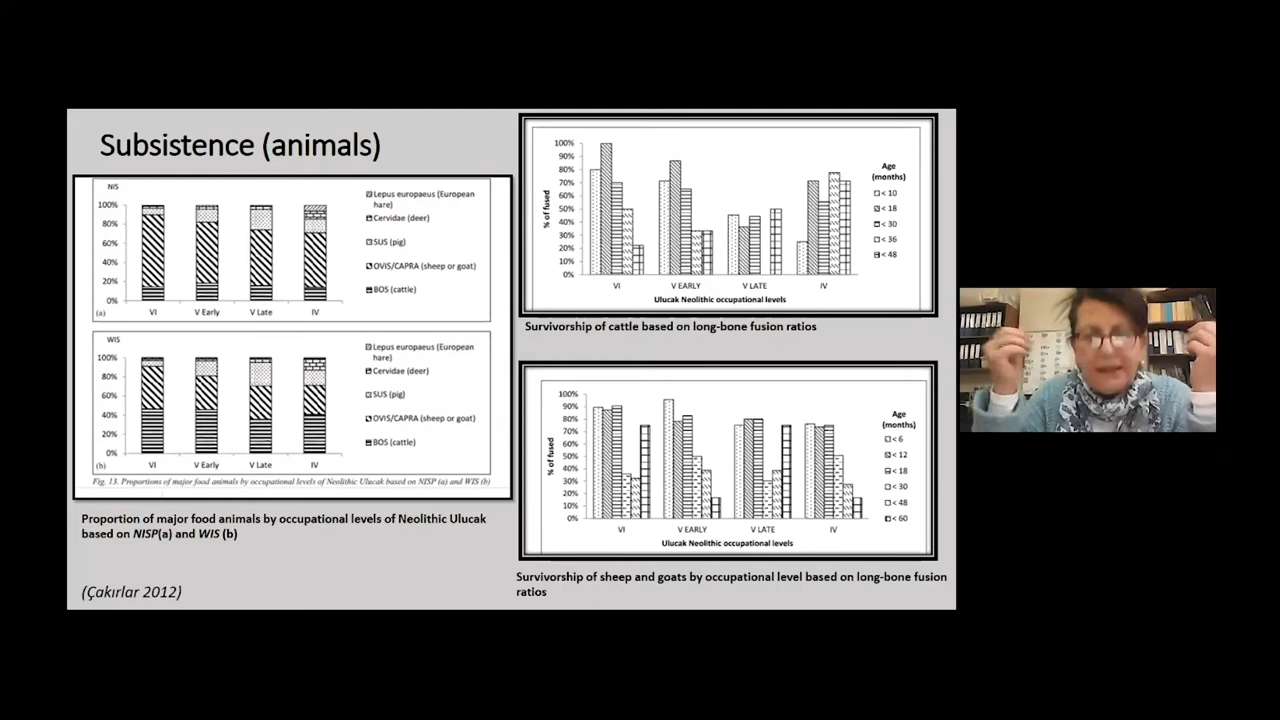 Subsistence (animals)
NIS
100%
80%
60%
40%
20%
0%
(a)
VI
V Early
V Late
IV
Lepus europaeus (European
hare)
Cervidae (deer)
SUS (pig)
OVIS/CAPRA (sheep or goat)
BOS (cattle)
WIS
100%
80%
60%
40%
20%
0%
(b)
VI
V Early
V Late
IV
Lepus europaeus (European
hare)
Cervidae (deer)
SUS (pig)
OVIS/CAPRA (sheep or goat)
BOS (cattle)
Fig. 13. Proportions of major food animals by occupational levels of Neolithic Ulucak based on NISP (a) and WIS (b)
Proportion of major food animals by occupational levels of Neolithic Ulucak
based on NISP(a) and WIS (b)
(Çakırlar 2012)
% of fused
100%
90%
80%
70%
60%
50%
40%
30%
20%
10%
0%
VI
V EARLY
V LATE
IV
Ulucak Neolithic occupational levels
Age
(months)
< 10
< 18
< 30
< 36
< 48
Survivorship of cattle based on long-bone fusion ratios
% of fused
100%
90%
80%
70%
60%
50%
40%
30%
20%
10%
0%
VI
V EARLY
V LATE
IV
Ulucak Neolithic occupational levels
Age
(months)
< 6
< 12
< 18
< 30
< 48
< 60
Survivorship of sheep and goats by occupational level based on long-bone fusion
ratios